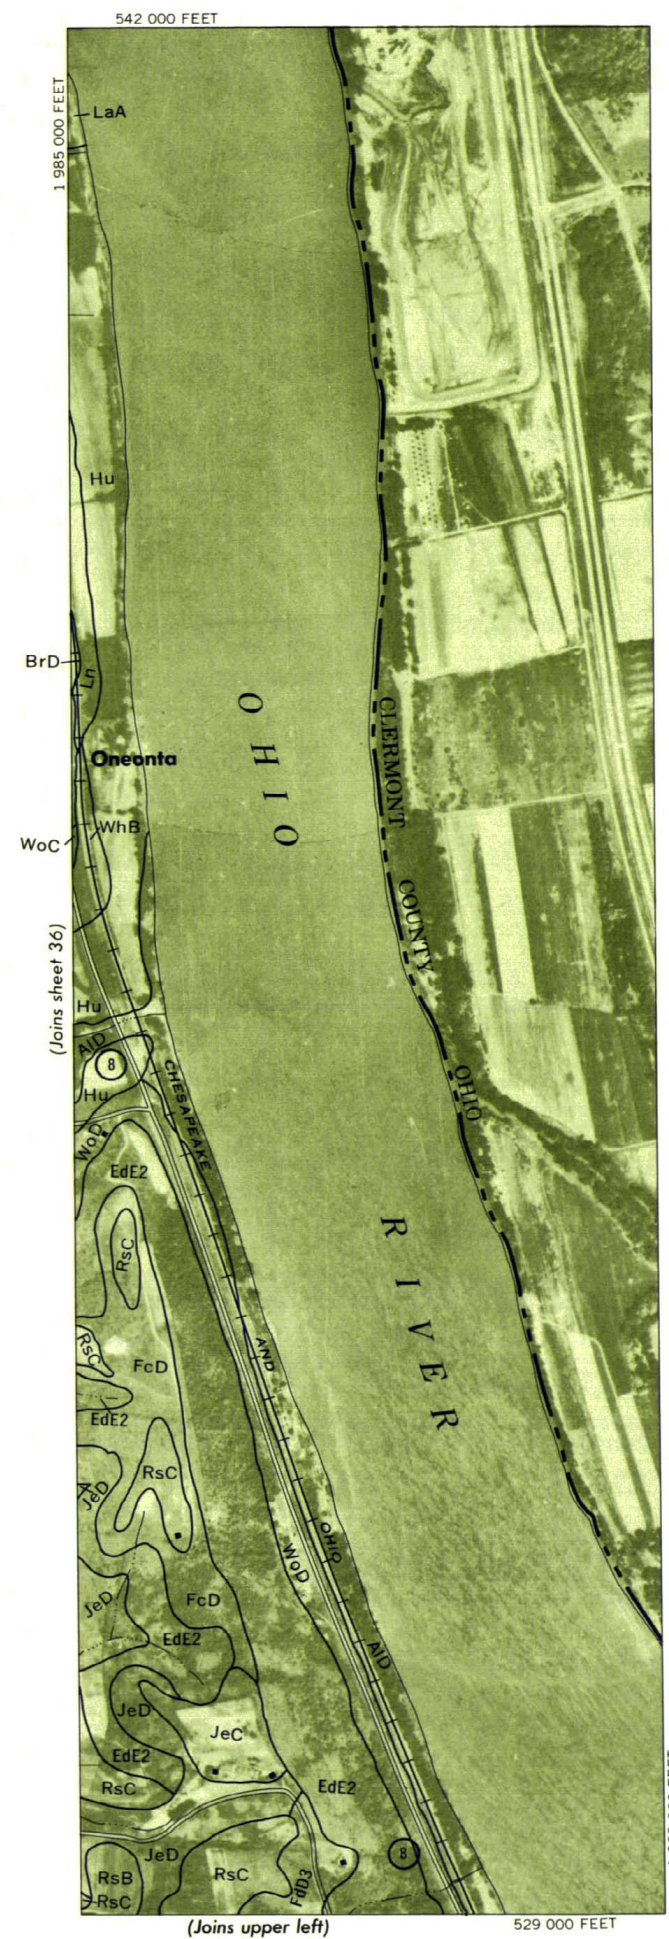 542 000 FEET
1 985 000 FEET
LaA
Hu
BrD
Ln
Oneonta
WhB
WoC
(Joins sheet 36)
OHIO
CLERMONT
COUNTY
OHIO
Hu
AlD
8
Hu
WoD
CHESAPEAKE
EdE2
RsC
RIVER
RsC
FcD
AND
EdE2
RsC
JeD
OHIO
WoD
JeD
FcD
EdE2
AlD
JeD
JeC
EdE2
EdE2
RsC
8
JeD
RsB
RsC
FdD3
RsC
(Joins upper left)
529 000 FEET